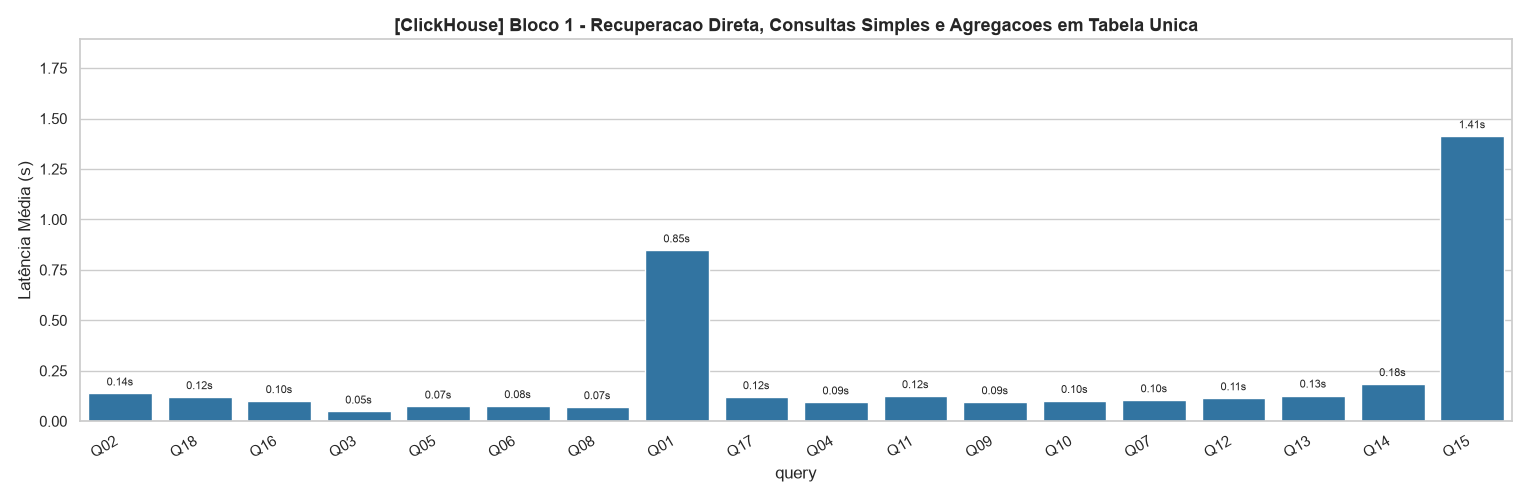 [ClickHouse] Bloco 1 - Recuperacao Direta, Consultas Simples e Agregacoes em Tabela Unica
Latência Média (s)
1.75
1.50
1.25
1.00
0.75
0.50
0.25
0.00
0.14s
0.12s
0.10s
0.05s
0.07s
0.08s
0.07s
0.85s
0.12s
0.09s
0.12s
0.09s
0.10s
0.10s
0.11s
0.13s
0.18s
1.41s
Q02
Q18
Q16
Q03
Q05
Q06
Q08
Q01
Q17
Q04
Q11
Q09
Q10
Q07
Q12
Q13
Q14
Q15
query